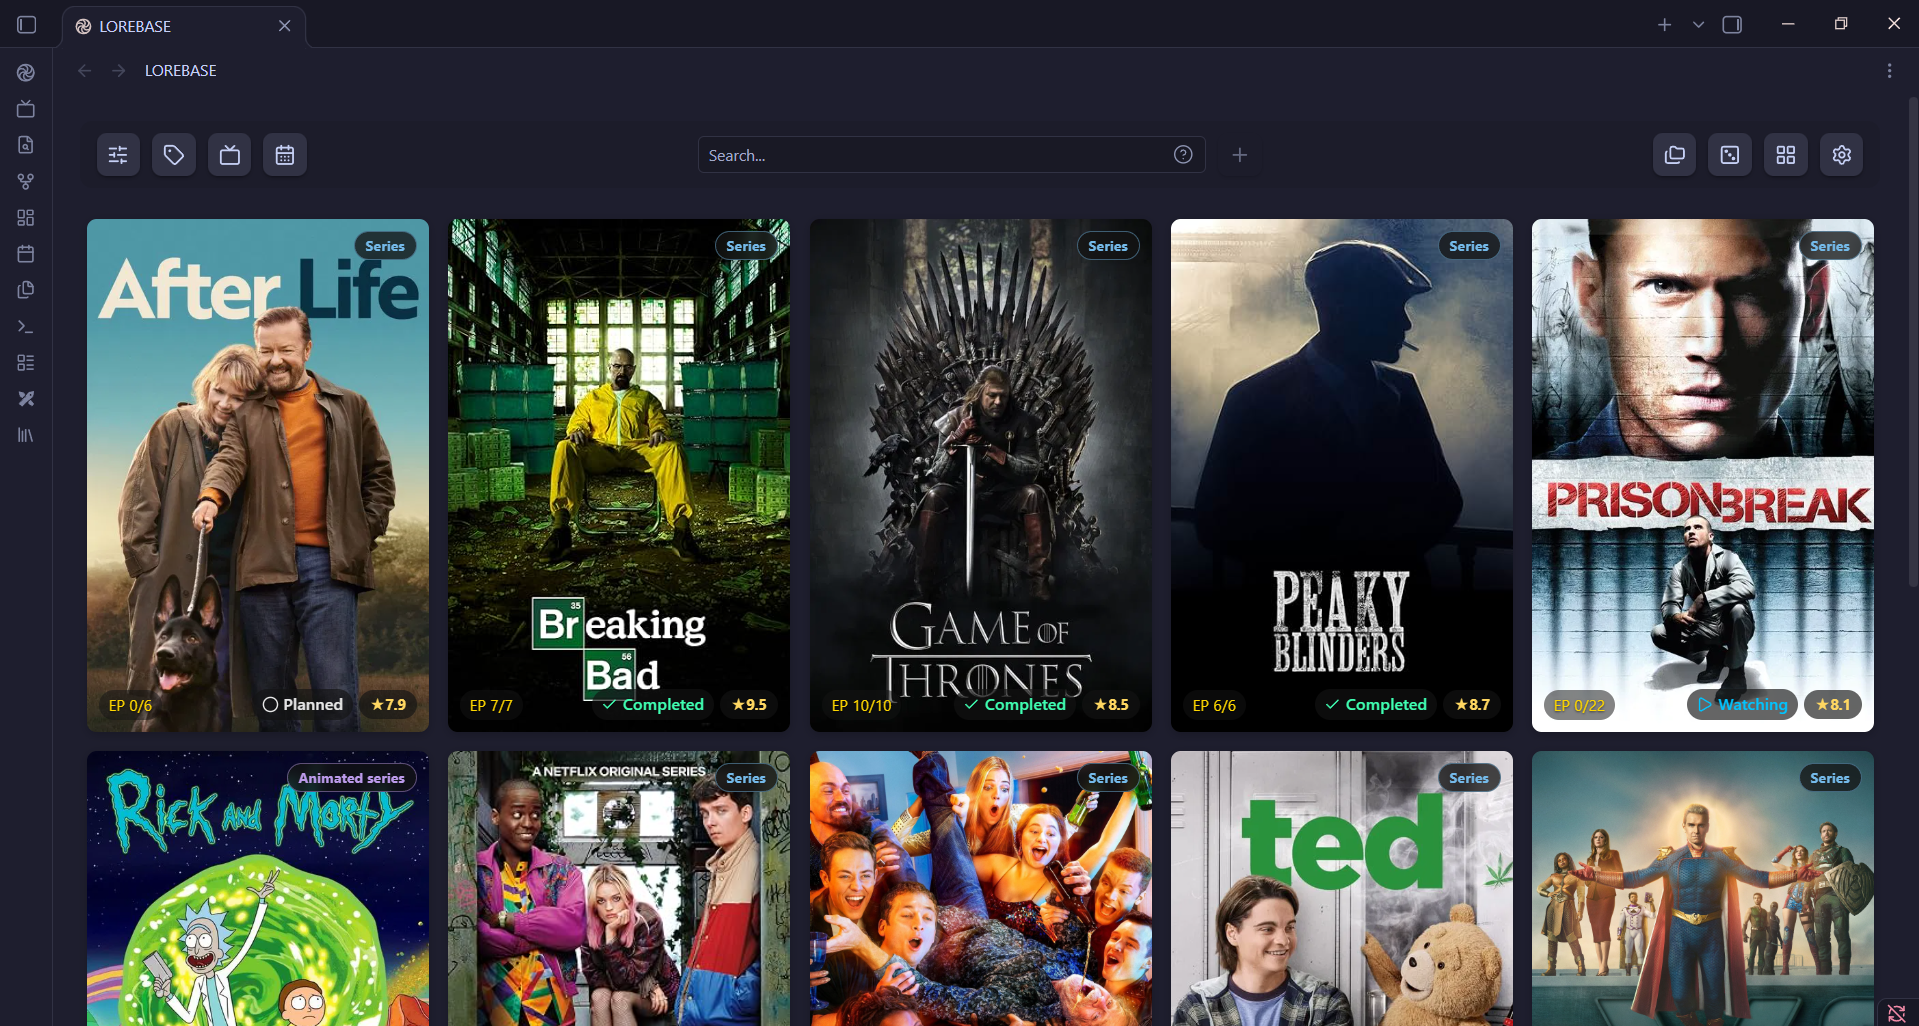 LOREBASE
LOREBASE
Search...
Series
After Life
EP 0/6
Planned
★7.9
Series
35
Breaking
56
Bad
EP 7/7
Completed
★9.5
Series
GAME OF
THRONES
EP 10/10
Completed
★8.5
Series
PEAKY
BLINDERS
EP 6/6
Completed
★8.7
Series
PRISON BREAK
EP 0/22
Watching
★8.1
Animated series
RICK AND MORTY
A NETFLIX ORIGINAL SERIES
Series
Series
Series
ted
Series